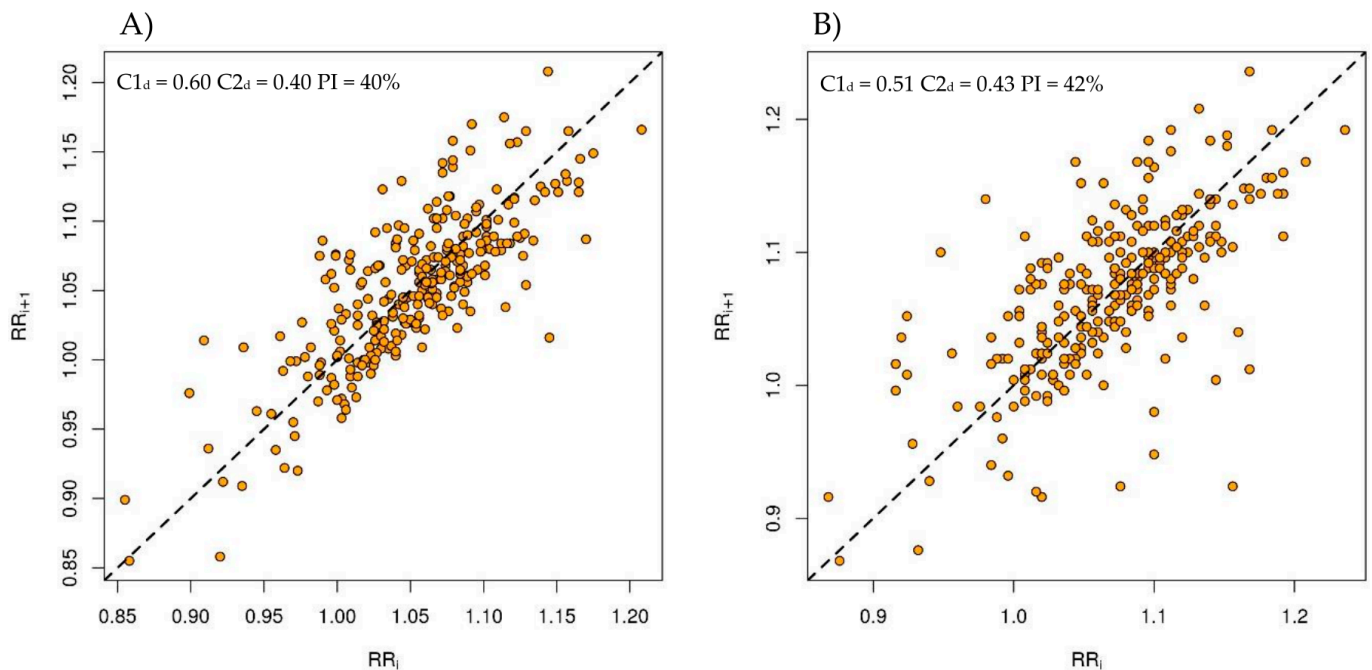 A)
C1d = 0.60 C2d = 0.40 PI = 40%
1.20
1.15
1.10
1.05
1.00
0.95
0.90
0.85
RRi+1
0.85 0.90 0.95 1.00 1.05 1.10 1.15 1.20
RRi
B)
C1d = 0.51 C2d = 0.43 PI = 42%
1.2
1.1
1.0
0.9
RRi+1
0.9 1.0 1.1 1.2
RRi